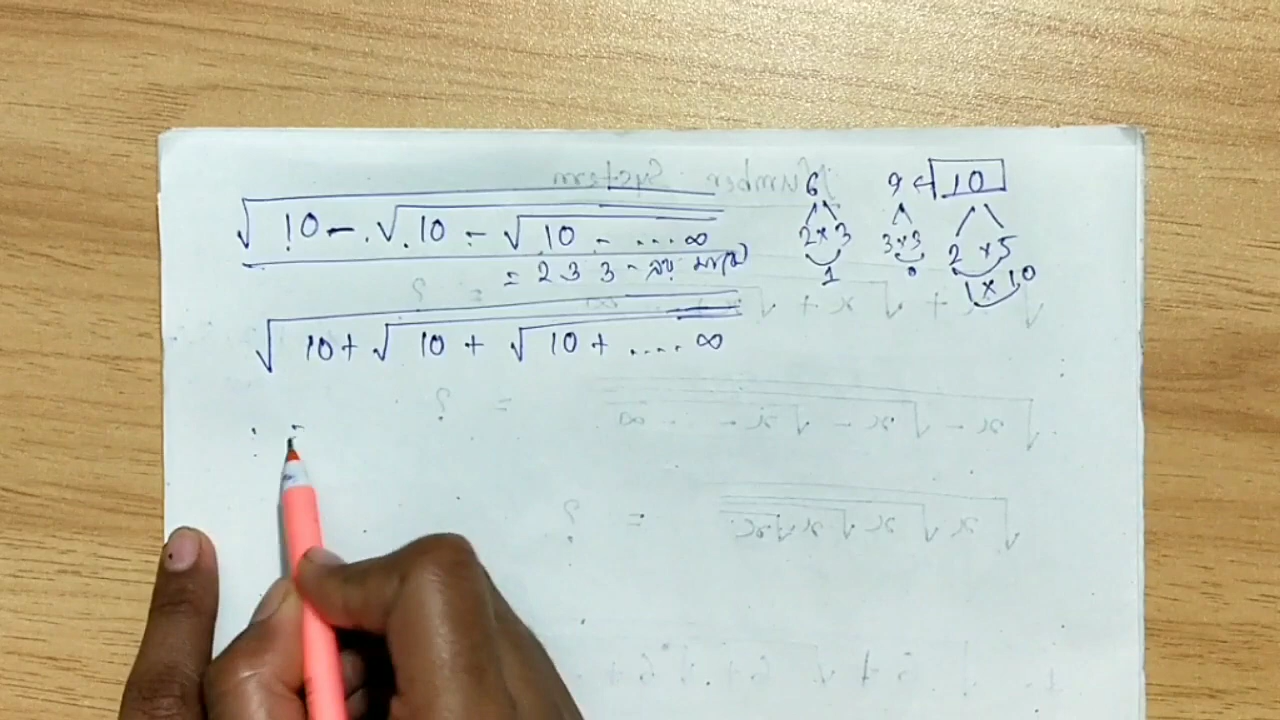 √10 - √10 - √10 - ....∞
= 2 3 3 -
√10 + √10 + √10 + .... ∞
6
2 × 3
1
9 ← 10
3×3
0
2 × 5
1 × 10
Number System
√x + √x + √x + ∞ = ?
√x - √x - √x - - ∞ = ?
√x √x √x √x = ?